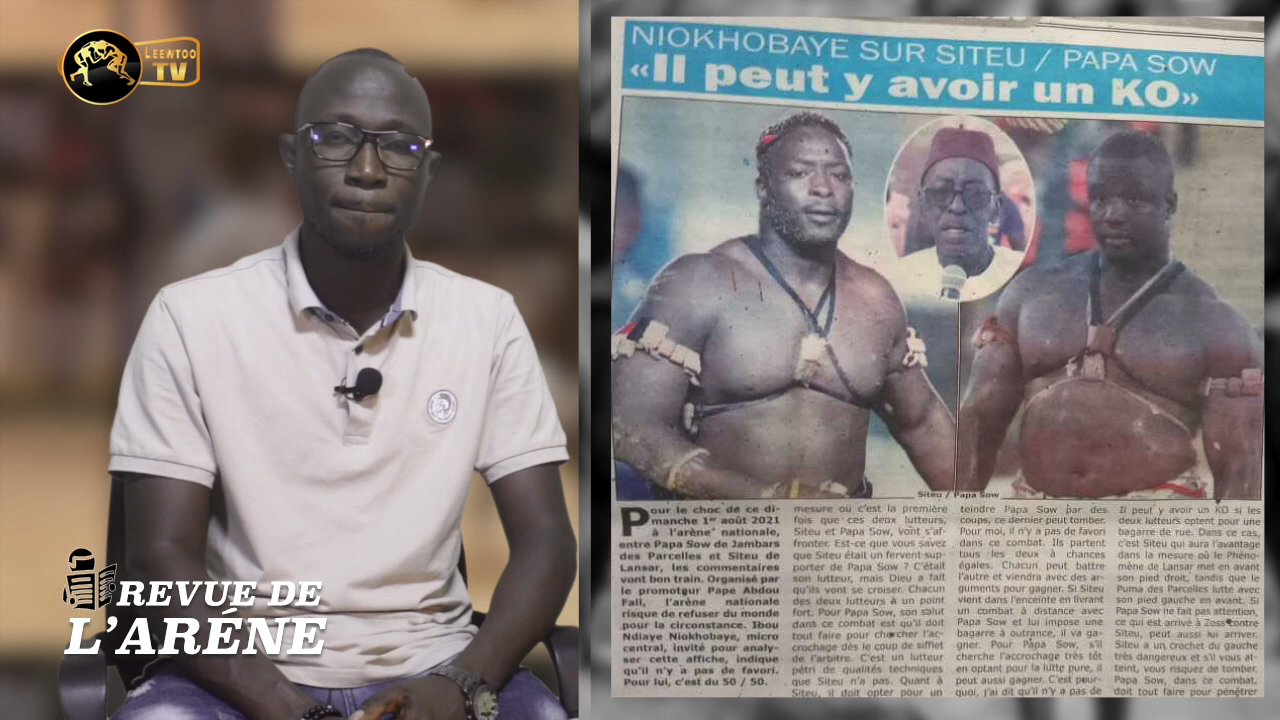 LEEWTOO
TV
REVUE DE
L'ARÉNE
NIOKHOBAYE SUR SITEU / PAPA SOW
«Il peut y avoir un KO»
Siteu / Papa Sow
Pour le choc de ce di-
manche 1er août 2021
à l'arène nationale,
entre Papa Sow de Jambars
des Parcelles et Siteu de
Lansar, les commentaires
vont bon train. Organisé par
le promoteur Pape Abdou
Fall, l'arène nationale
risque de refuser du monde
pour la circonstance. Ibou
Ndiaye Niokhobaye, micro
central, invité pour analy-
ser cette affiche, indique
qu'il n'y a pas de favori.
Pour lui, c'est du 50 / 50.
mesure où c'est la première
fois que ces deux lutteurs,
Siteu et Papa Sow, vont s'af-
fronter. Est-ce que vous savez
que Siteu était un fervent sup-
porter de Papa Sow ? C'était
son lutteur, mais Dieu a fait
qu'ils vont se croiser. Chacun
des deux lutteurs à un point
fort. Pour Papa Sow, son salut
dans ce combat est qu'il doit
tout faire pour chercher l'ac-
crochage dès le coup de sifflet
de l'arbitre. C'est un lutteur
pétri de qualités techniques
que Siteu n'a pas. Quant à
Siteu, il doit opter pour un
teindre Papa Sow par des
coups, ce dernier peut tomber.
Pour moi, il n'y a pas de favori
dans ce combat. Ils partent
tous les deux à chances
égales. Chacun peut battre
l'autre et viendra avec des ar-
guments pour gagner. Si Siteu
vient dans l'enceinte en livrant
un combat à distance avec
Papa Sow et lui impose une
bagarre à outrance, il va ga-
gner. Pour Papa Sow, s'il
cherche l'accrochage très tôt
en optant pour la lutte pure, il
peut aussi gagner. C'est pour-
quoi, j'ai dit qu'il n'y a pas de
Il peut y avoir un KO si les
deux lutteurs optent pour une
bagarre de rue. Dans ce cas,
c'est Siteu qui aura l'avantage
dans la mesure où le Phéno-
mène de Lansar met en avant
son pied droit, tandis que le
Puma des Parcelles lutte avec
son pied gauche en avant. Si
Papa Sow ne fait pas attention,
ce qui est arrivé à Zoss contre
Siteu, peut aussi lui arriver.
Siteu a un crochet du gauche
très dangereux et s'il vous at-
teint, vous risquez de tomber.
Papa Sow, dans ce combat,
doit tout faire pour pénétrer